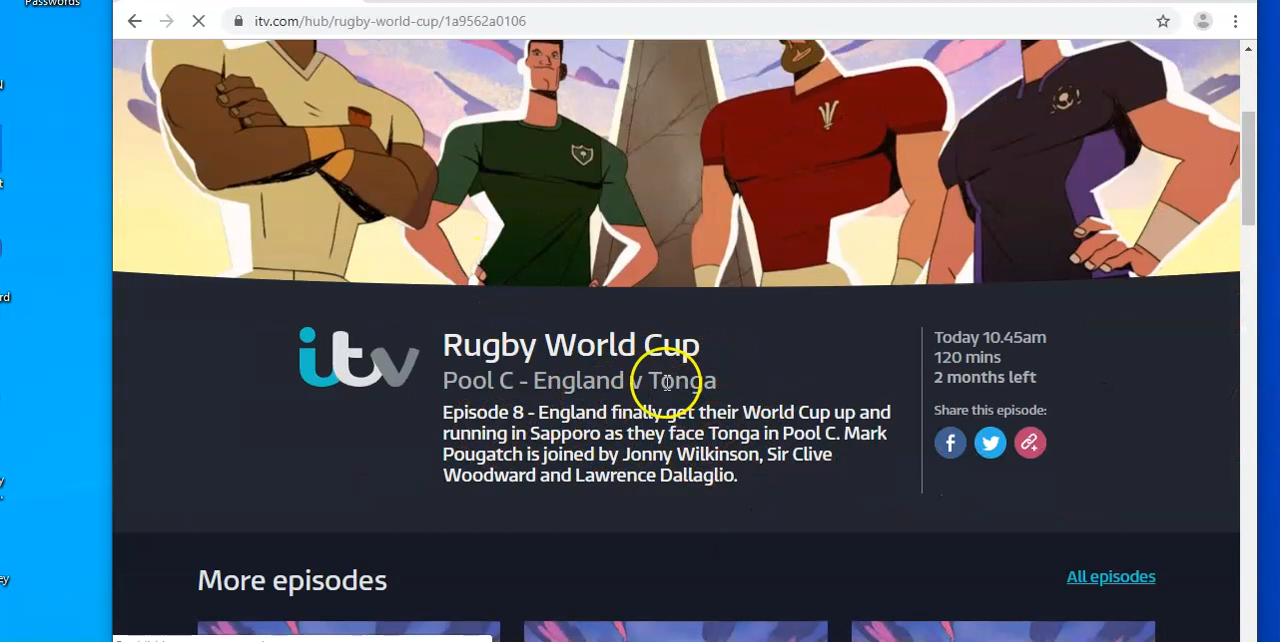 Passwords
itv.com/hub/rugby-world-cup/1a9562a0106
itv
Rugby World Cup
Pool C - England v Tonga
Episode 8 - England finally get their World Cup up and
running in Sapporo as they face Tonga in Pool C. Mark
Pougatch is joined by Jonny Wilkinson, Sir Clive
Woodward and Lawrence Dallaglio.
Today 10.45am
120 mins
2 months left
Share this episode:
More episodes
All episodes